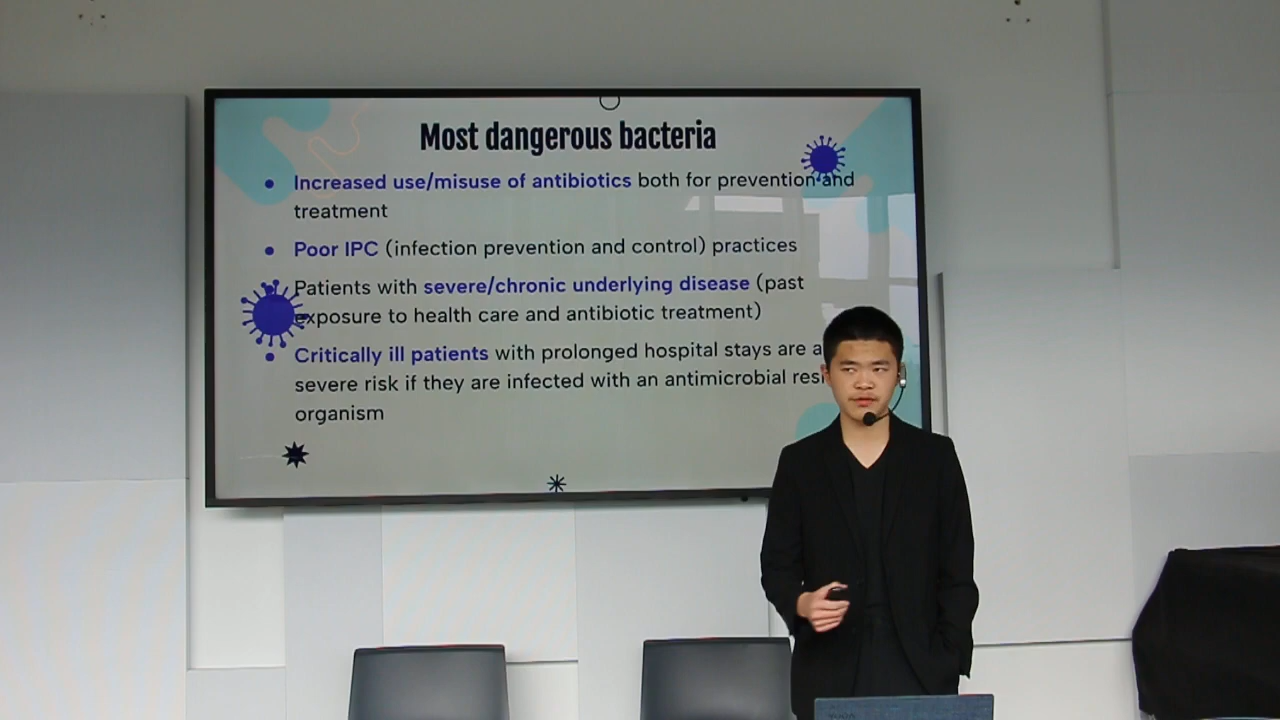 Most dangerous bacteria
Increased use/misuse of antibiotics both for prevention and
treatment
Poor IPC (infection prevention and control) practices
Patients with severe/chronic underlying disease (past
exposure to health care and antibiotic treatment)
Critically ill patients with prolonged hospital stays are a
severe risk if they are infected with an antimicrobial
organism